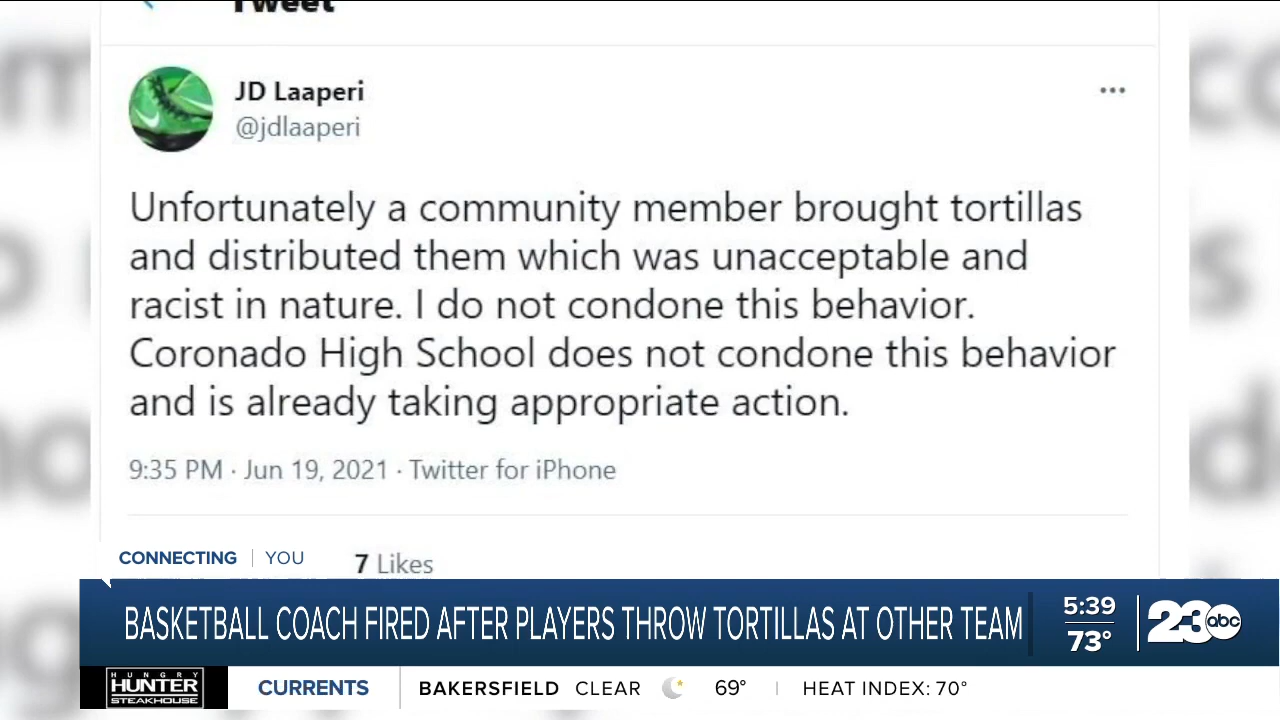 Tweet
JD Laaperi
@jdlaaperi
Unfortunately a community member brought tortillas
and distributed them which was unacceptable and
racist in nature. I do not condone this behavior.
Coronado High School does not condone this behavior
and is already taking appropriate action.
9:35 PM · Jun 19, 2021 · Twitter for iPhone
7 Likes
CONNECTING | YOU
BASKETBALL COACH FIRED AFTER PLAYERS THROW TORTILLAS AT OTHER TEAM
5:39
73°
23 abc
HUNGRY
HUNTER
STEAKHOUSE
CURRENTS
BAKERSFIELD CLEAR 69° | HEAT INDEX: 70°